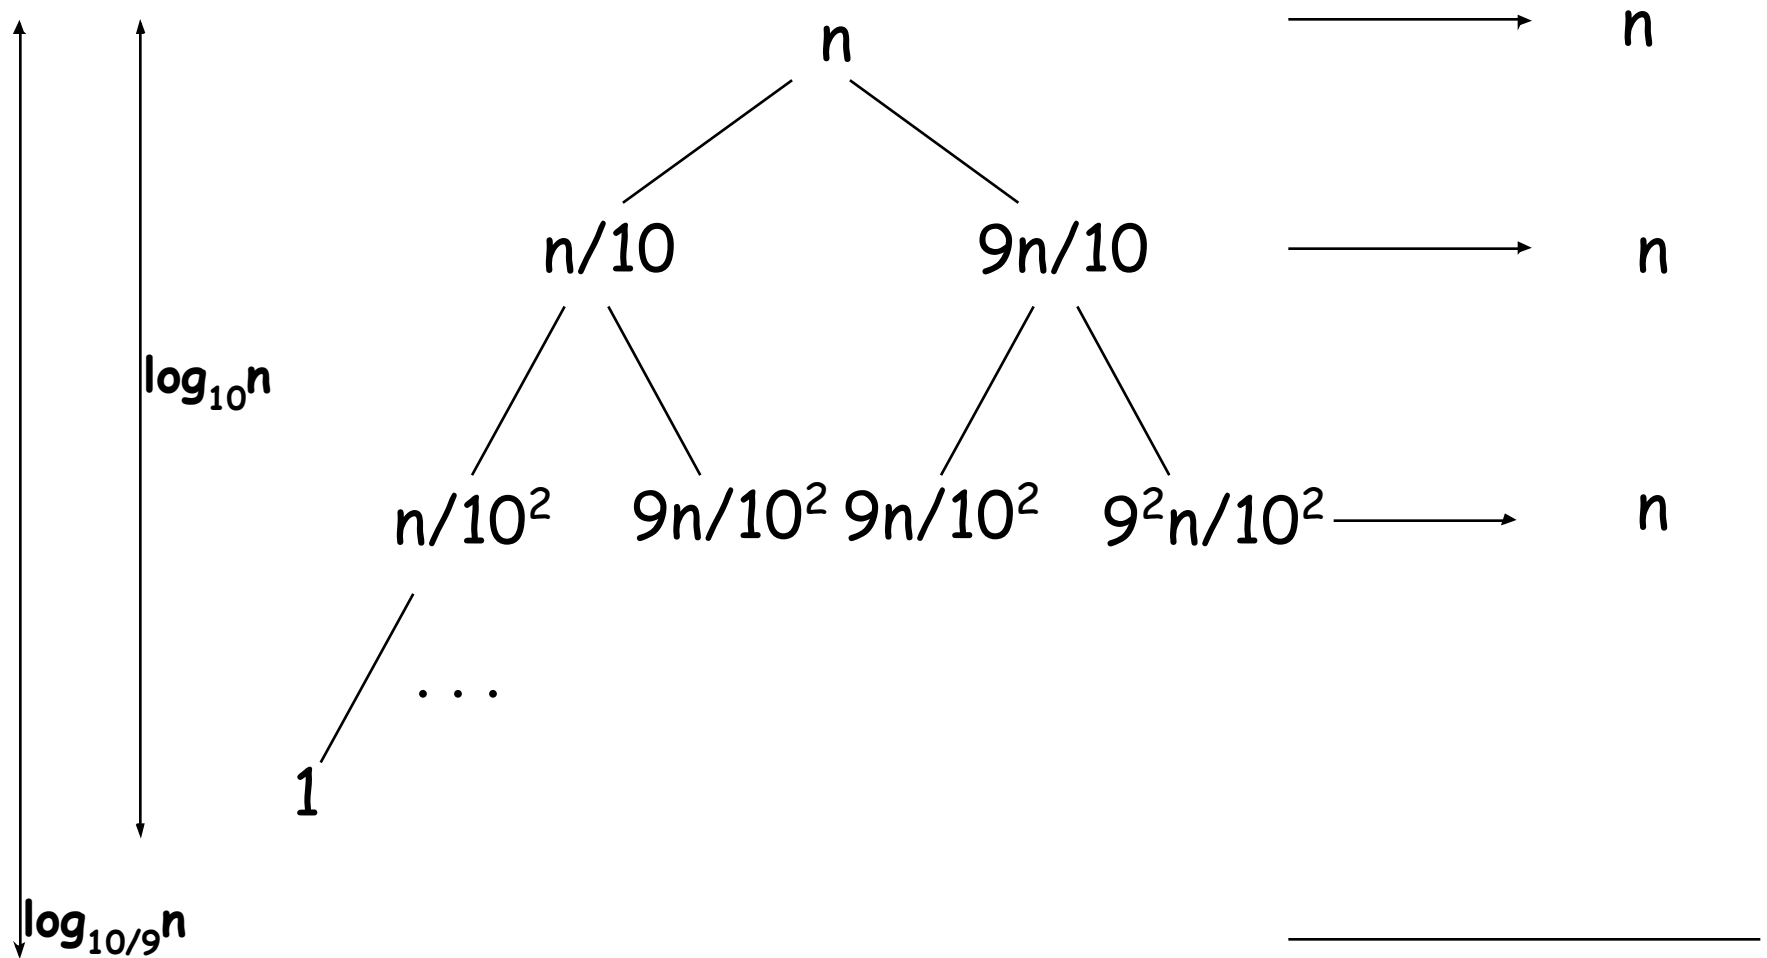 n n
n/10 9n/10 n
log₁₀n
n/10² 9n/10² 9n/10² 9²n/10² n
. . .
1
log₁₀/₉n